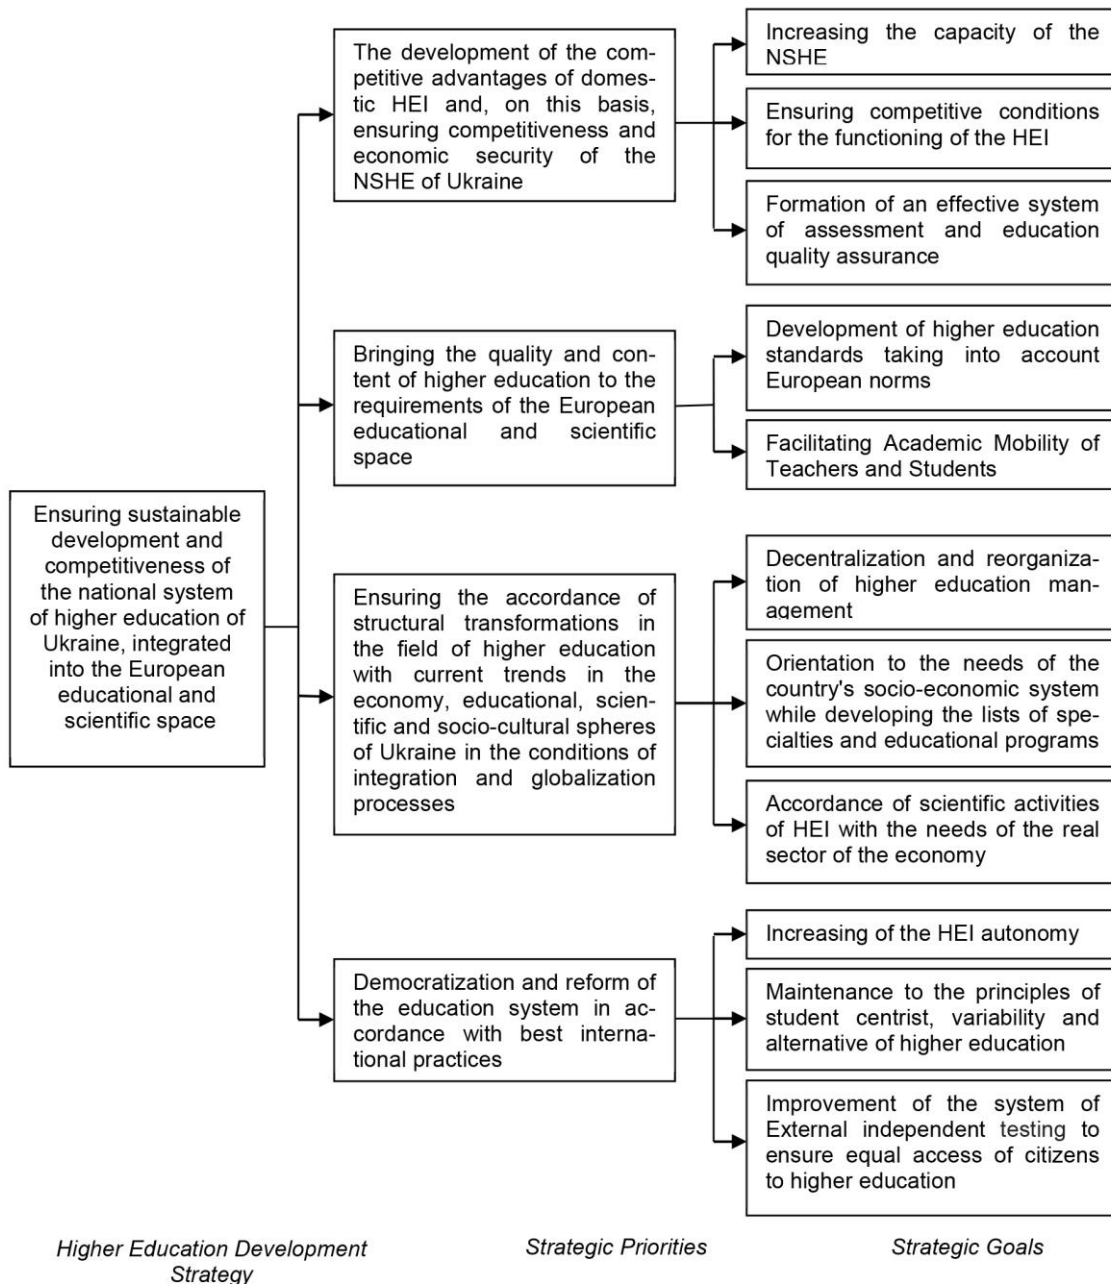 The development of the com-
petitive advantages of domes-
tic HEI and, on this basis,
ensuring competitiveness and
economic security of the
NSHE of Ukraine
Increasing the capacity of the
NSHE
Ensuring competitive conditions
for the functioning of the HEI
Formation of an effective system
of assessment and education
quality assurance
Bringing the quality and con-
tent of higher education to the
requirements of the European
educational and scientific
space
Development of higher education
standards taking into account
European norms
Facilitating Academic Mobility of
Teachers and Students
Ensuring sustainable
development and
competitiveness of
the national system
of higher education of
Ukraine, integrated
into the European
educational and
scientific space
Ensuring the accordance of
structural transformations in
the field of higher education
with current trends in the
economy, educational, scien-
tific and socio-cultural spheres
of Ukraine in the conditions of
integration and globalization
processes
Decentralization and reorganiza-
tion of higher education man-
agement
Orientation to the needs of the
country's socio-economic system
while developing the lists of spe-
cialties and educational programs
Accordance of scientific activities
of HEI with the needs of the real
sector of the economy
Democratization and reform of
the education system in ac-
cordance with best interna-
tional practices
Increasing of the HEI autonomy
Maintenance to the principles of
student centrist, variability and
alternative of higher education
Improvement of the system of
External independent testing to
ensure equal access of citizens
to higher education
Higher Education Development
Strategy
Strategic Priorities
Strategic Goals